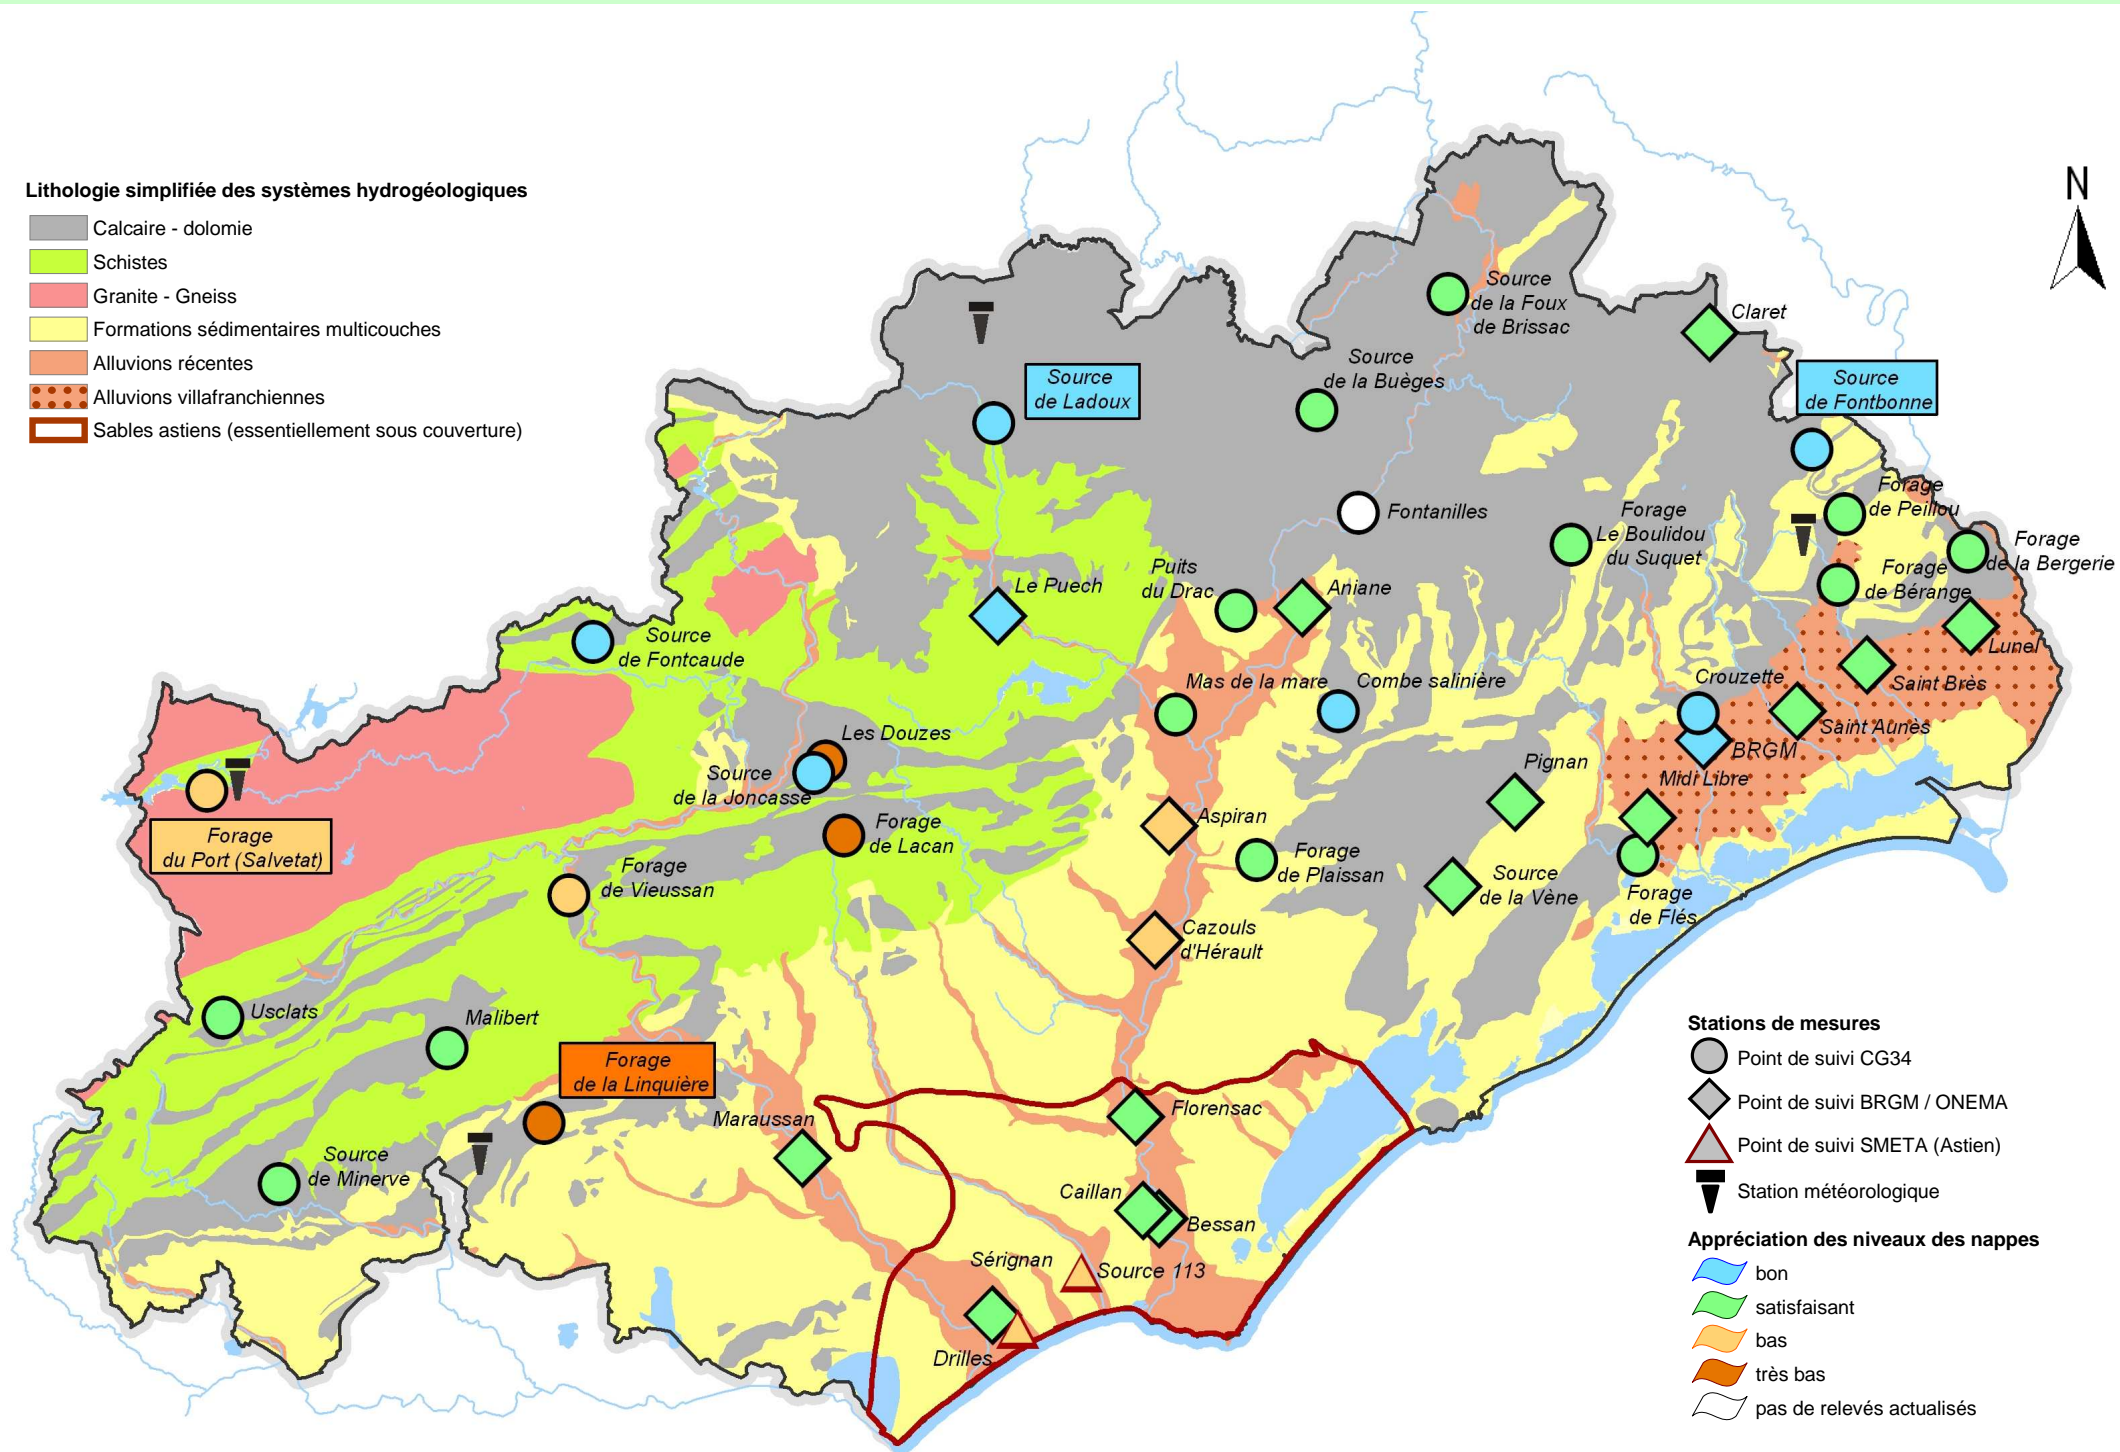 N
Lithologie simplifiée des systèmes hydrogéologiques
Calcaire - dolomie
Schistes
Granite - Gneiss
Formations sédimentaires multicouches
Alluvions récentes
Alluvions villafranchiennes
Sables astiens (essentiellement sous couverture)
Source
de la Foux
de Brissac
Claret
Source
de la Buèges
Source
de Ladoux
Source
de Fontbonne
Fontanilles
Forage
Le Boulidou
du Suquet
Forage
de Peillou
Forage
de la Bergerie
Forage
de Bérange
Puits
du Drac
Aniane
Le Puech
Lunel
Source
de Fontcaude
Saint Brès
Mas de la mare
Combe salinière
Crouzette
Saint Aunès
BRGM
Les Douzes
Source
de la Joncasse
Pignan
Midi Libre
Forage
du Port (Salvetat)
Forage
de Lacan
Aspiran
Forage
de Plaissan
Forage
de Vieussan
Source
de la Vène
Forage
de Flés
Cazouls
d'Hérault
Usclats
Malibert
Forage
de la Linquière
Maraussan
Florensac
Source
de Minerve
Caillan
Bessan
Sérignan
Source 113
Drilles
Stations de mesures
Point de suivi CG34
Point de suivi BRGM / ONEMA
Point de suivi SMETA (Astien)
Station météorologique
Appréciation des niveaux des nappes
bon
satisfaisant
bas
très bas
pas de relevés actualisés